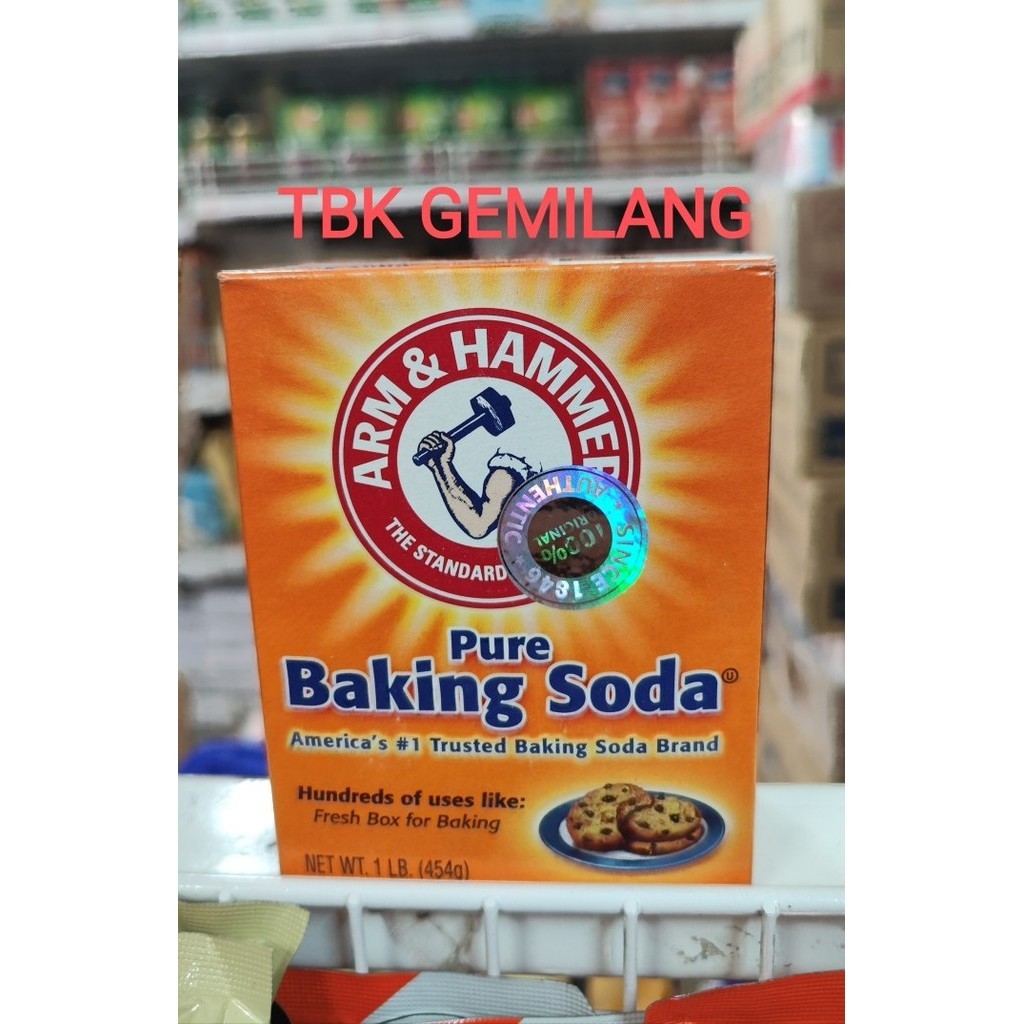 TBK GEMILANG
ARM & HAMMER
THE STANDARD
SINCE 1846 • AUTHENTIC
100%
ORIGINAL
Pure
Baking Soda
America's #1 Trusted Baking Soda Brand
Hundreds of uses like:
Fresh Box for Baking
NET WT. 1 LB. (454g)